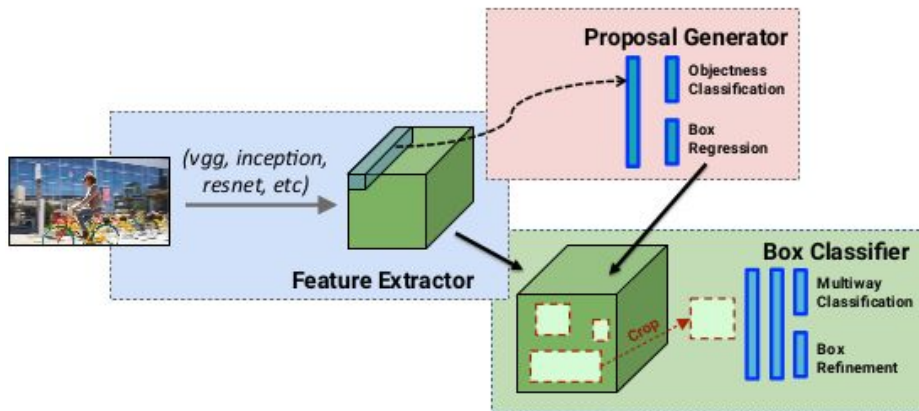 Proposal Generator
Objectness
Classification
Box
Regression
(vgg, inception,
resnet, etc)
Feature Extractor
Box Classifier
Multiway
Classification
Crop
Box
Refinement